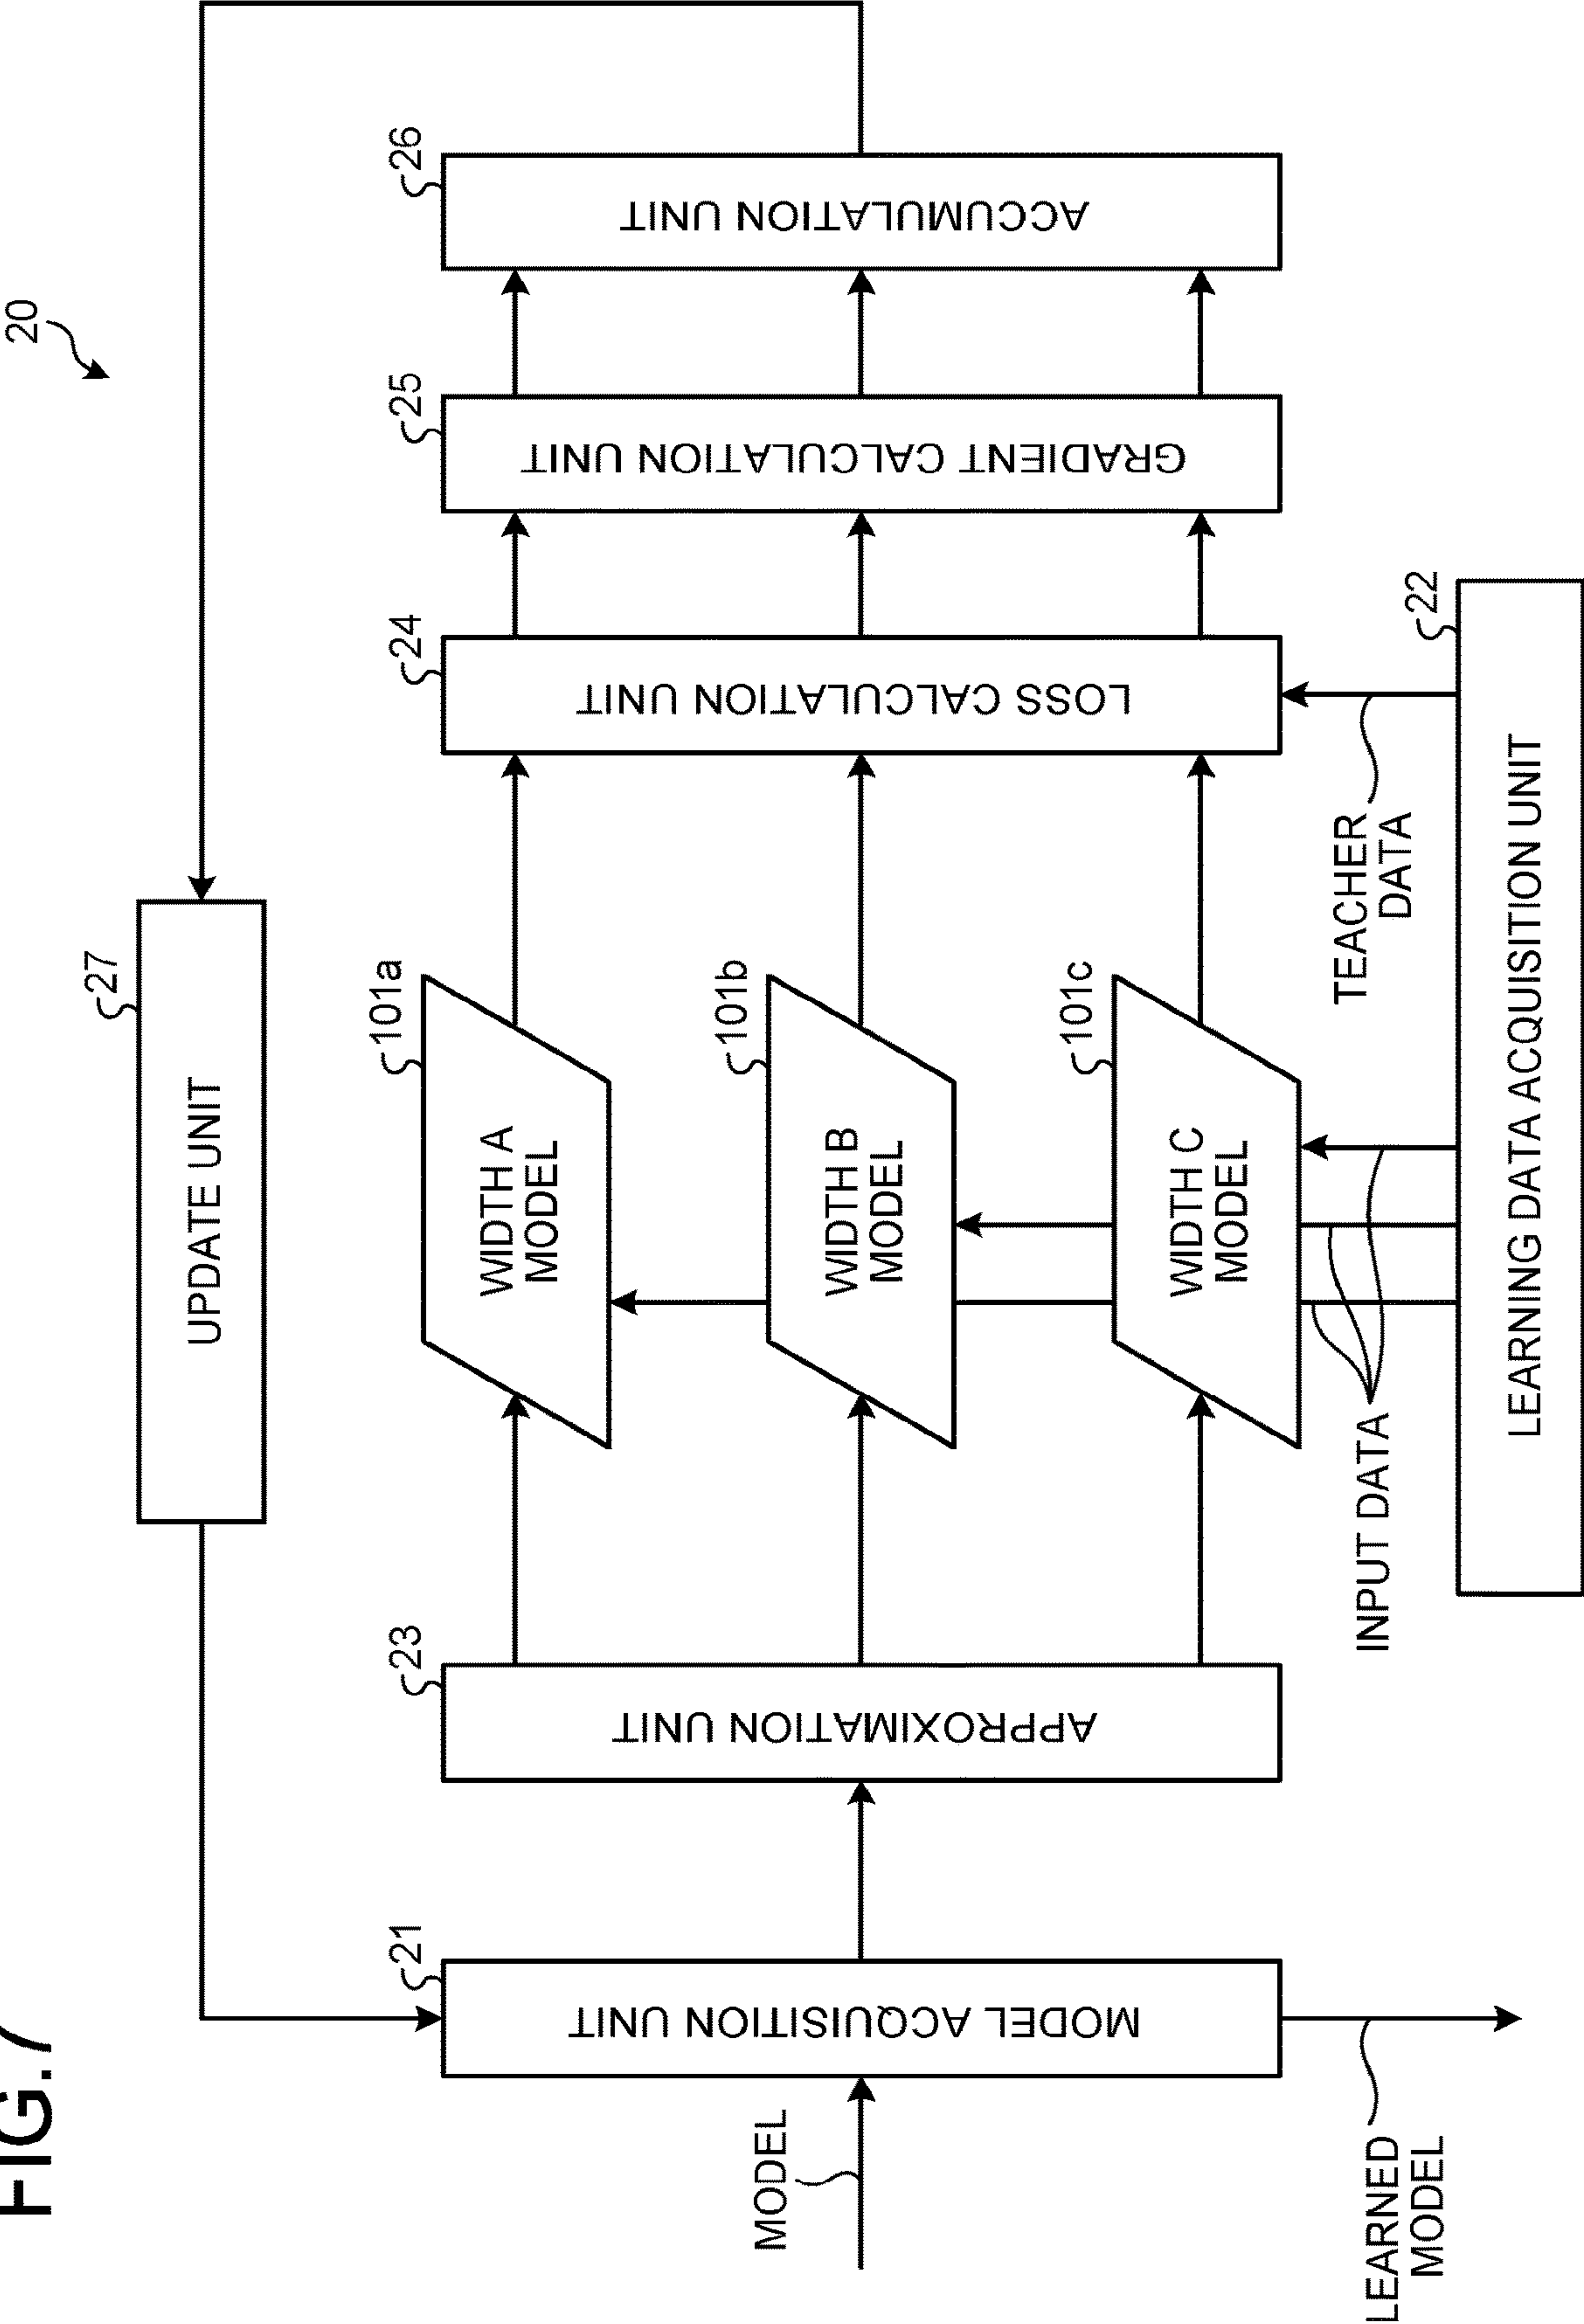 FIG.7
20
27
UPDATE UNIT
21
MODEL ACQUISITION UNIT
MODEL
LEARNED
MODEL
23
APPROXIMATION UNIT
101a
WIDTH A
MODEL
101b
WIDTH B
MODEL
101c
WIDTH C
MODEL
24
LOSS CALCULATION UNIT
25
GRADIENT CALCULATION UNIT
26
ACCUMULATION UNIT
INPUT DATA
TEACHER
DATA
22
LEARNING DATA ACQUISITION UNIT